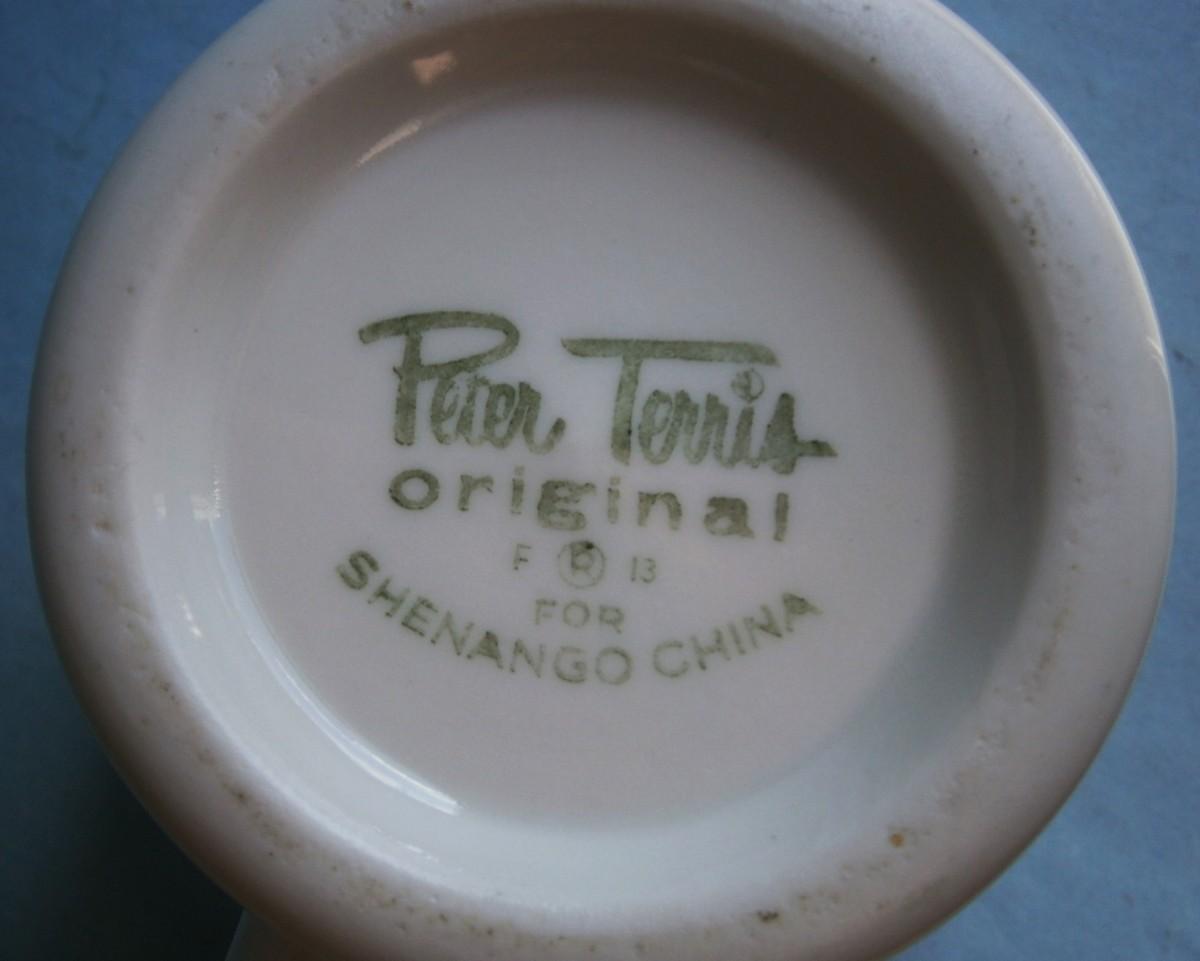 Peter Terris ®
original
F ® 13
FOR
SHENANGO CHINA